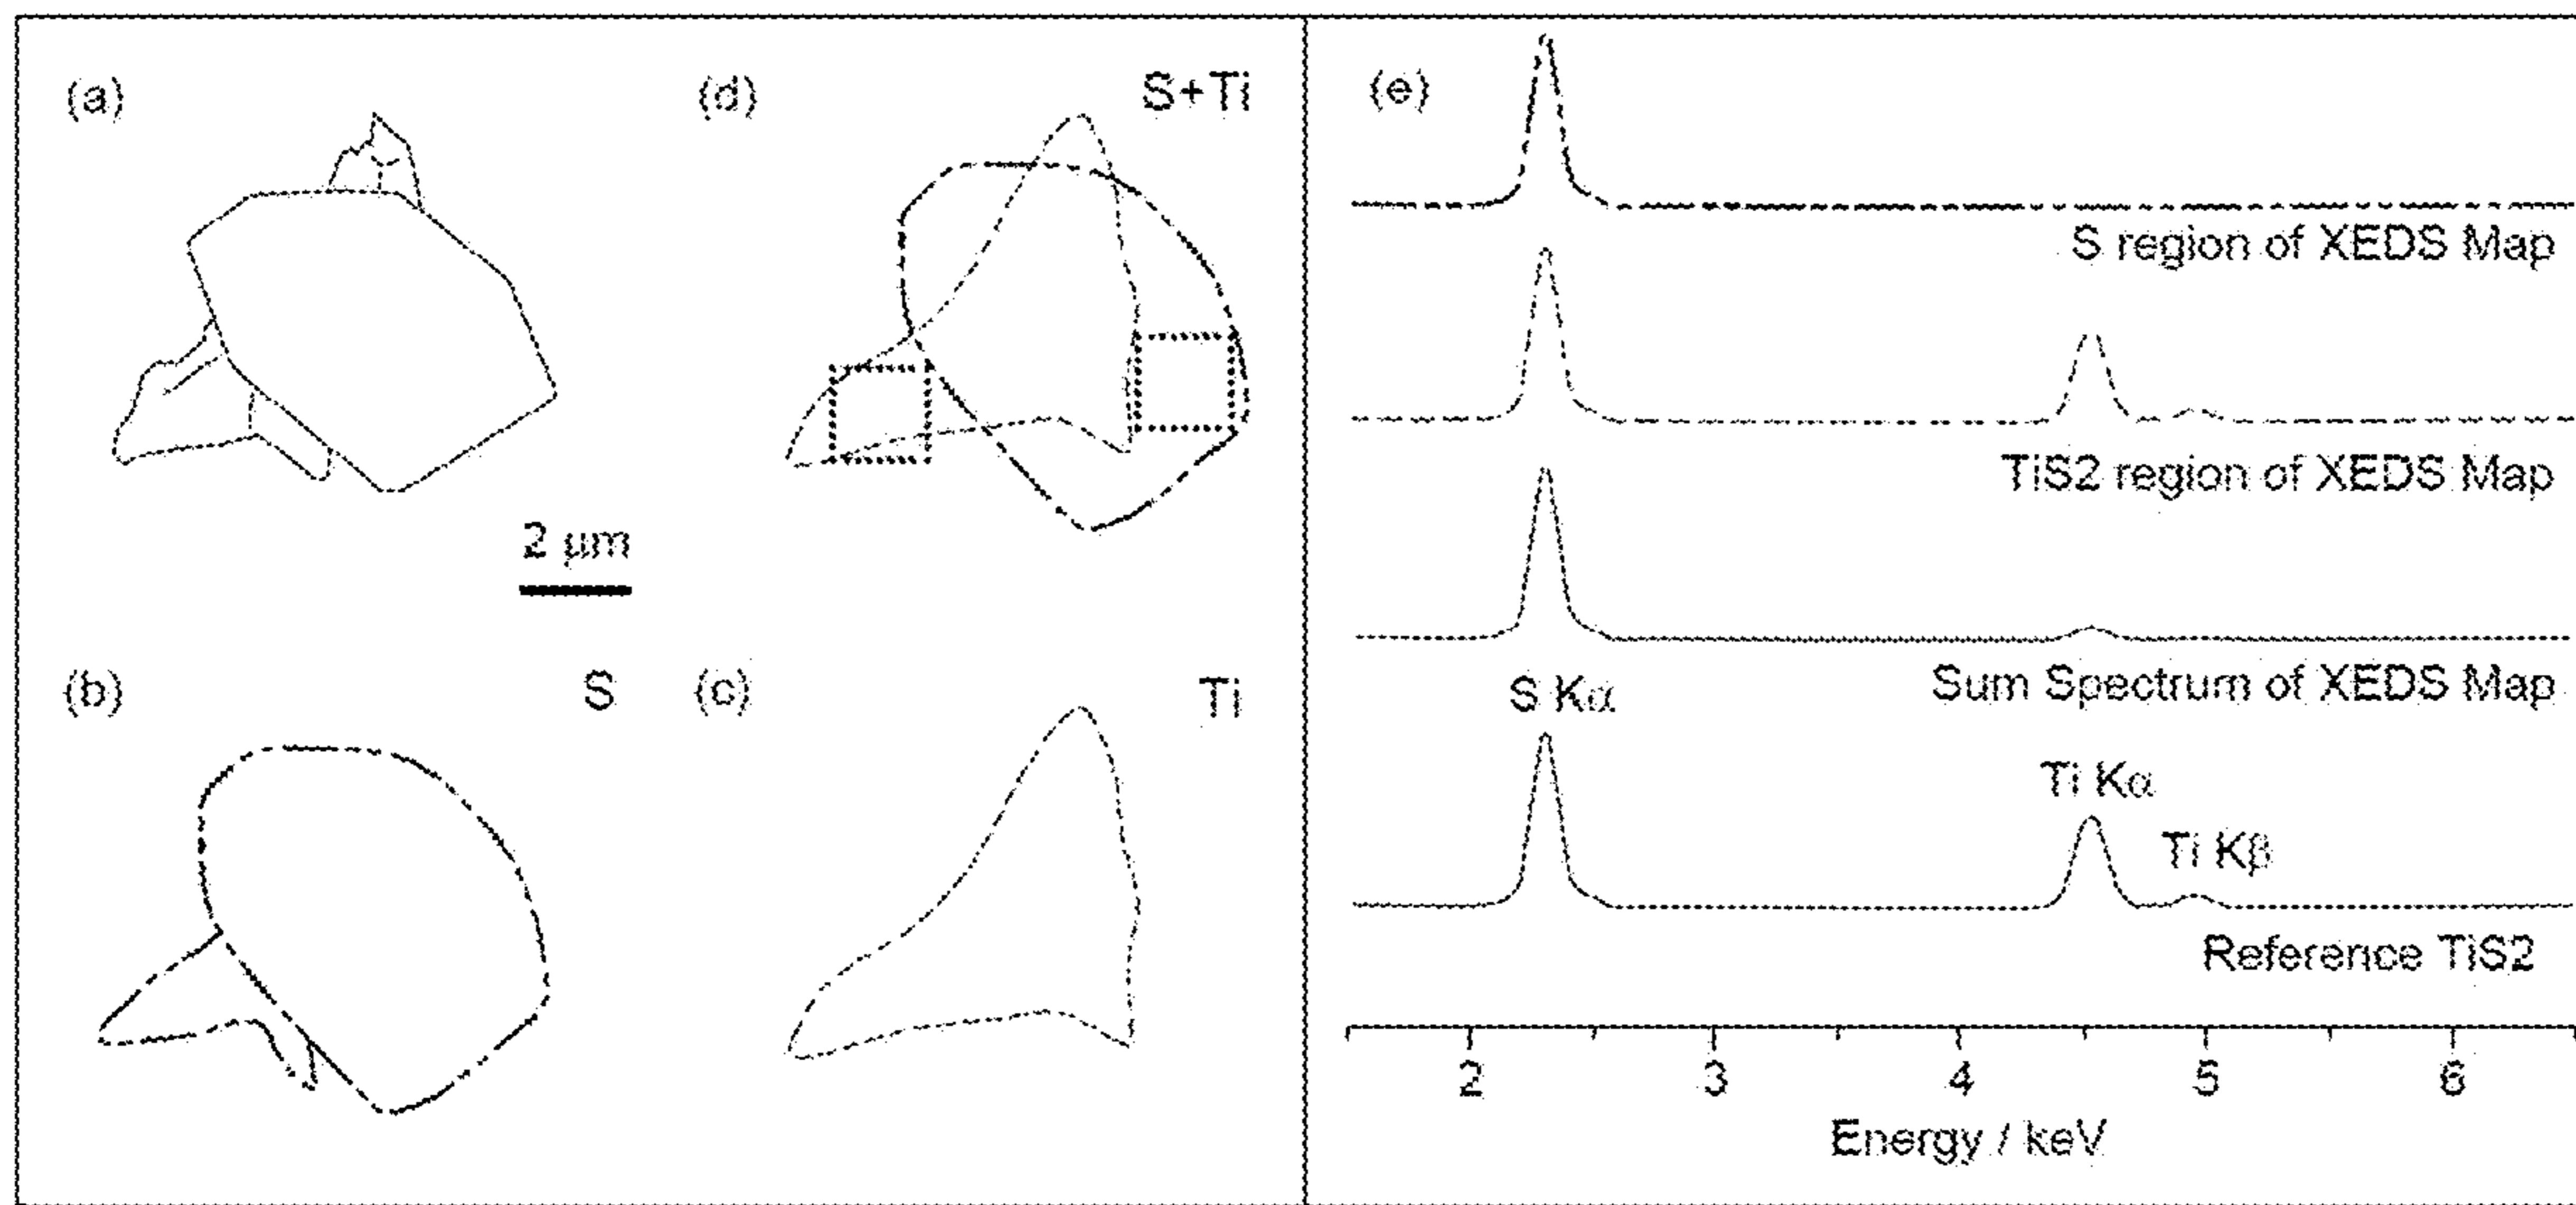 (a)
(d)
S+Ti
2 μm
(b)
S
(c)
Ti
(e)
S region of XEDS Map
TiS2 region of XEDS Map
Sum Spectrum of XEDS Map
S Kα
Ti Kα
Ti Kβ
Reference TiS2
2 3 4 5 6
Energy / keV